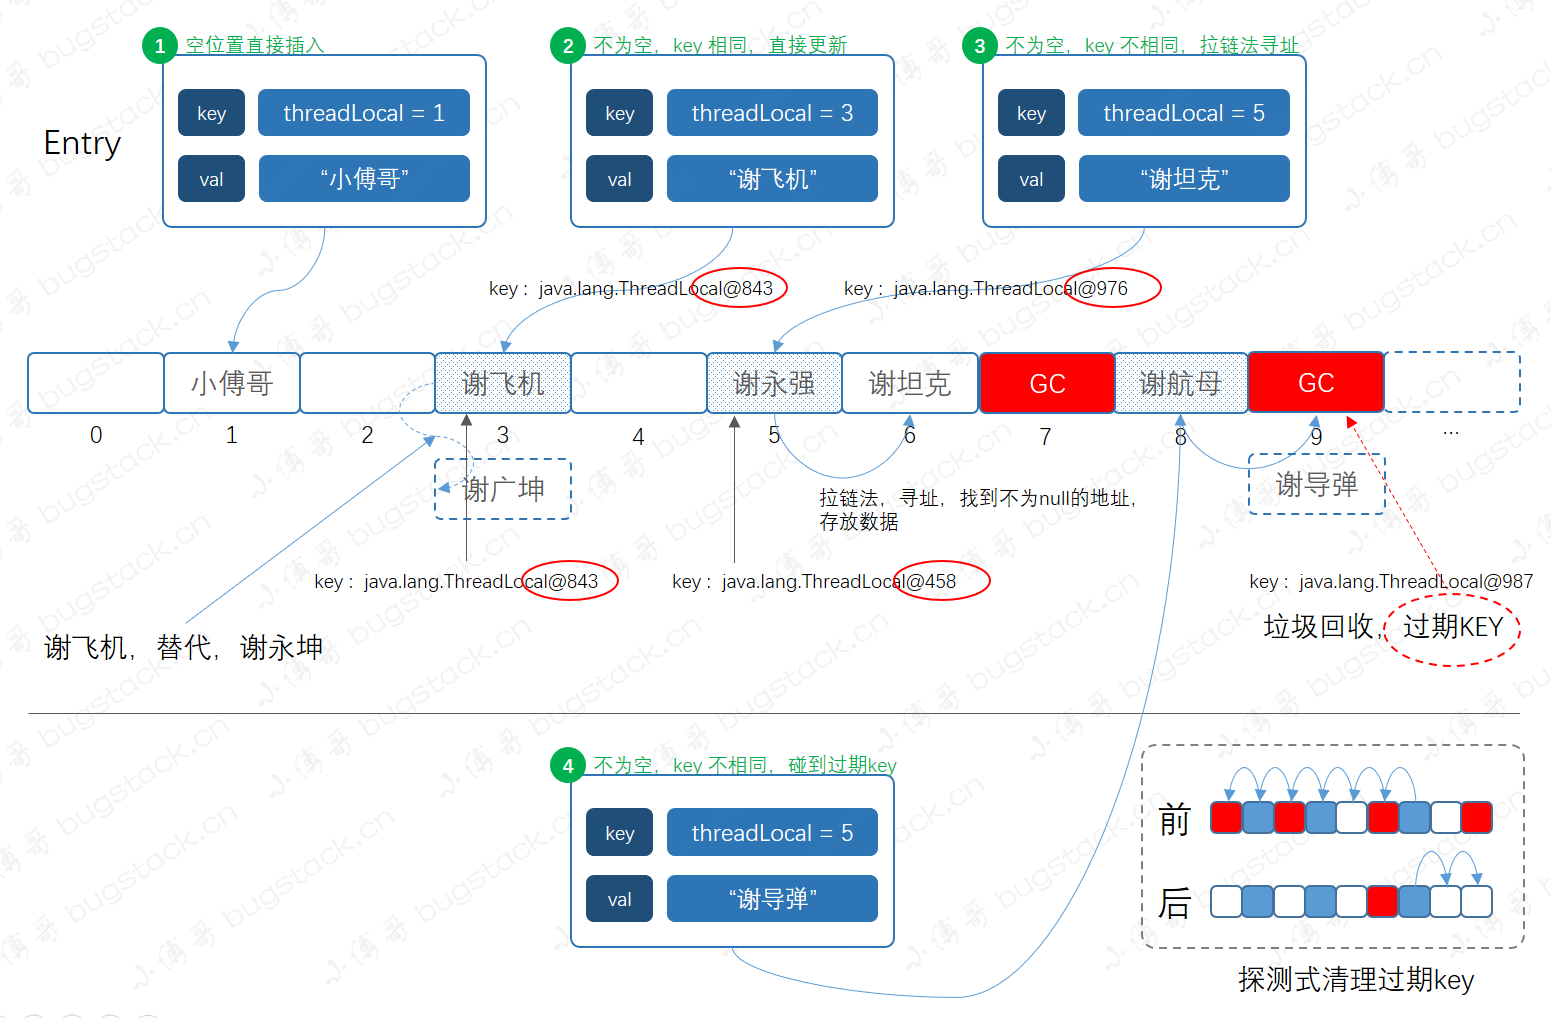 1 空位置直接插入
key threadLocal = 1
val “小傅哥”
2 不为空，key 相同，直接更新
key threadLocal = 3
val “谢飞机”
3 不为空，key 不相同，拉链法寻址
key threadLocal = 5
val “谢坦克”
Entry
key : java.lang.ThreadLocal@843
key : java.lang.ThreadLocal@976
小傅哥 谢飞机 谢永强 谢坦克 GC 谢航母 GC
0 1 2 3 4 5 6 7 8 9 ...
谢广坤
谢导弹
拉链法，寻址，找到不为null的地址，
存放数据
key : java.lang.ThreadLocal@843
key : java.lang.ThreadLocal@458
key : java.lang.ThreadLocal@987
谢飞机，替代，谢永坤
垃圾回收，过期KEY
4 不为空，key 不相同，碰到过期key
key threadLocal = 5
val “谢导弹”
前
后
探测式清理过期key
小傅哥 bugstack.cn